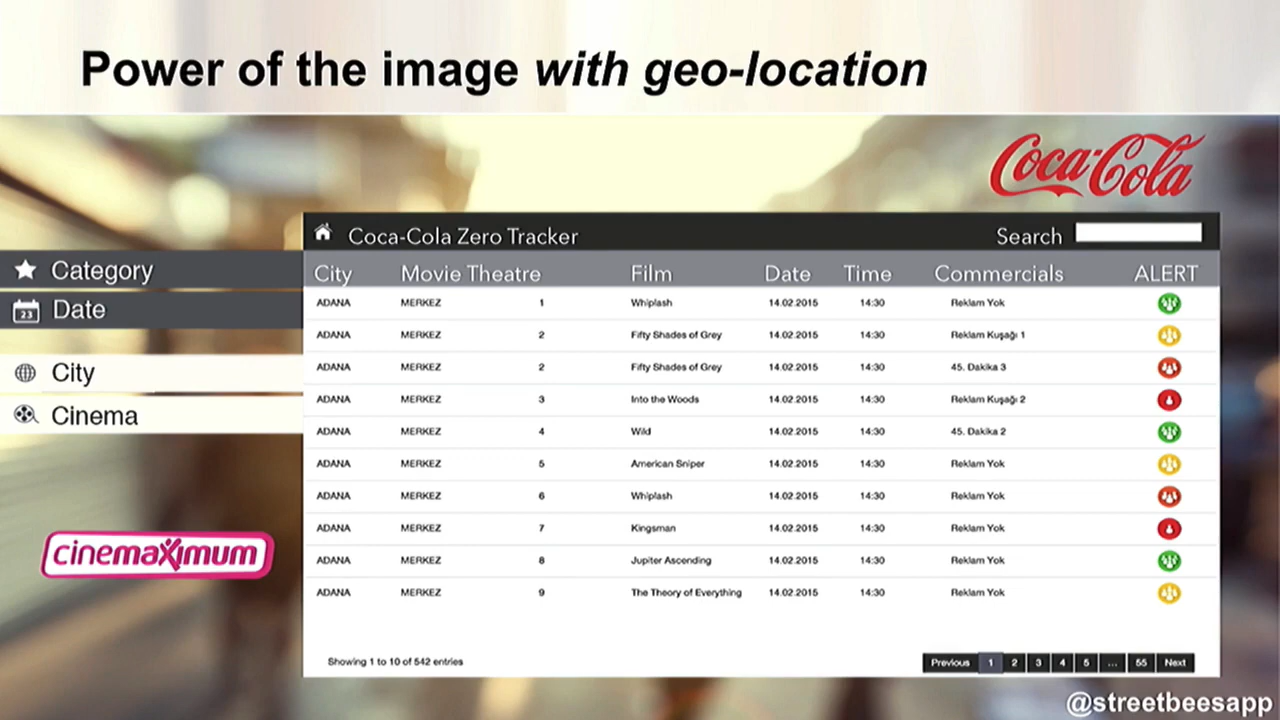 Power of the image with geo-location
Coca-Cola
Coca-Cola Zero Tracker Search
Category
23 Date
City
Cinema
cinemaximum
City Movie Theatre Film Date Time Commercials ALERT
ADANA MERKEZ 1 Whiplash 14.02.2015 14:30 Reklam Yok
ADANA MERKEZ 2 Fifty Shades of Grey 14.02.2015 14:30 Reklam Kuşağı 1
ADANA MERKEZ 2 Fifty Shades of Grey 14.02.2015 14:30 45. Dakika 3
ADANA MERKEZ 3 Into the Woods 14.02.2015 14:30 Reklam Kuşağı 2
ADANA MERKEZ 4 Wild 14.02.2015 14:30 45. Dakika 2
ADANA MERKEZ 5 American Sniper 14.02.2015 14:30 Reklam Yok
ADANA MERKEZ 6 Whiplash 14.02.2015 14:30 Reklam Yok
ADANA MERKEZ 7 Kingsman 14.02.2015 14:30 Reklam Yok
ADANA MERKEZ 8 Jupiter Ascending 14.02.2015 14:30 Reklam Yok
ADANA MERKEZ 9 The Theory of Everything 14.02.2015 14:30 Reklam Yok
Showing 1 to 10 of 542 entries Previous 1 2 3 4 5 ... 55 Next
@streetbeesapp